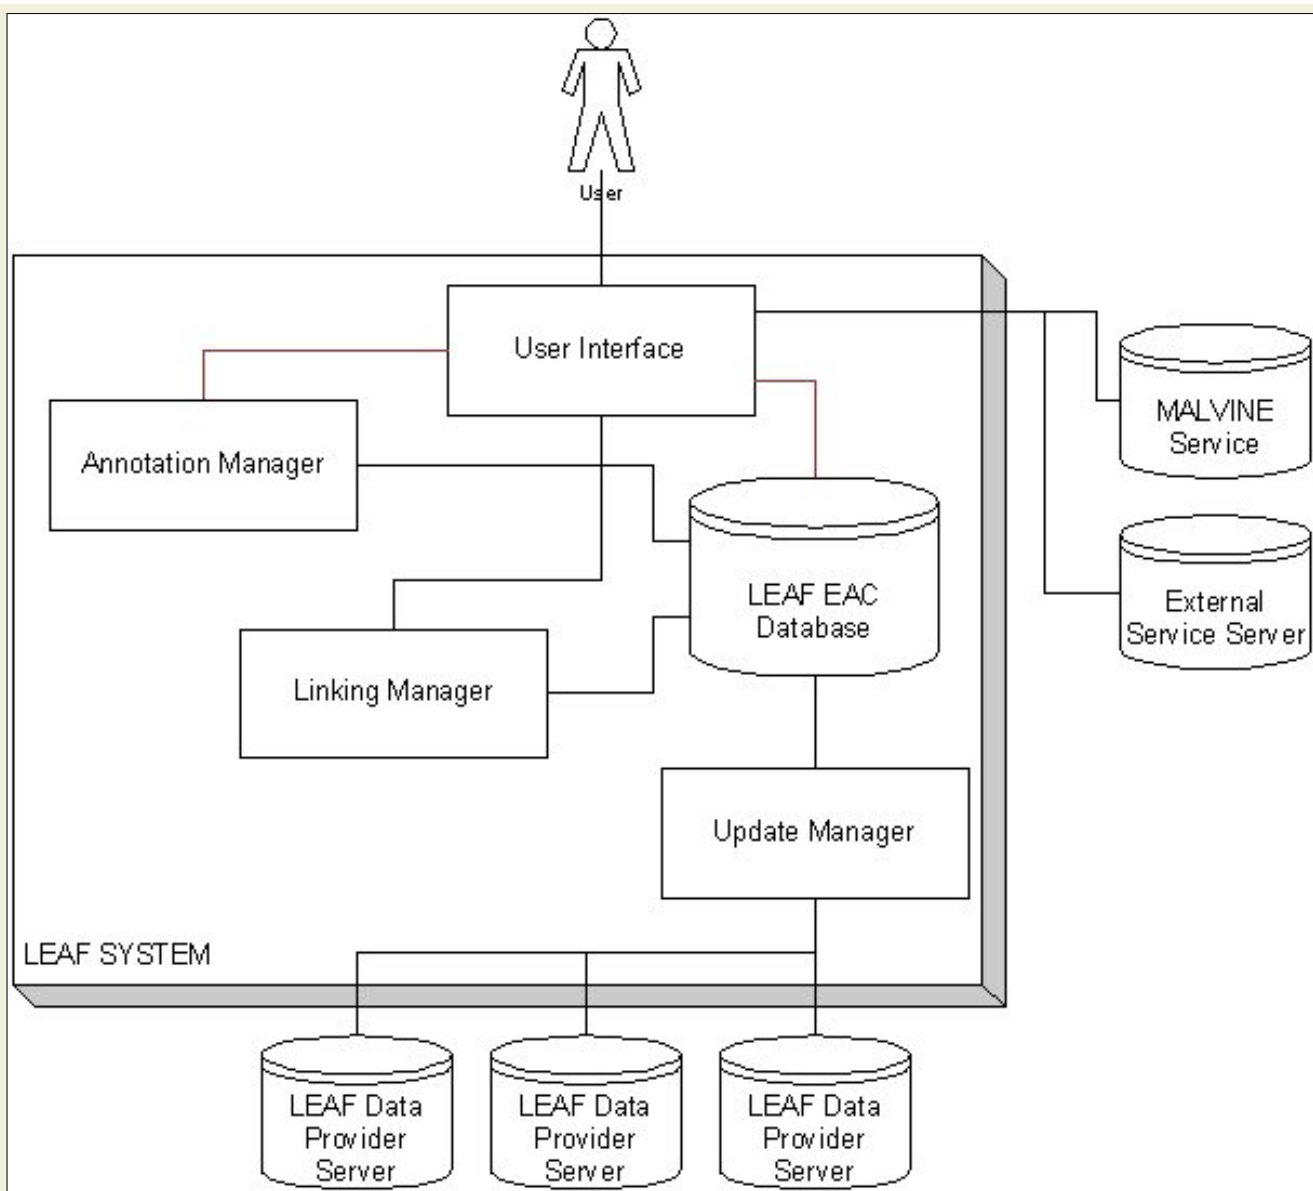 User
User Interface
Annotation Manager
MALVINE
Service
LEAF EAC
Database
External
Service Server
Linking Manager
Update Manager
LEAF SYSTEM
LEAF Data
Provider
Server
LEAF Data
Provider
Server
LEAF Data
Provider
Server